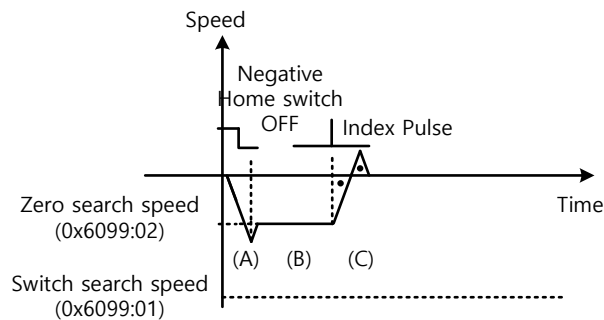 Speed
Negative
Home switch
OFF
Index Pulse
Time
Zero search speed
(0x6099:02)
(A)
(B)
(C)
Switch search speed
(0x6099:01)